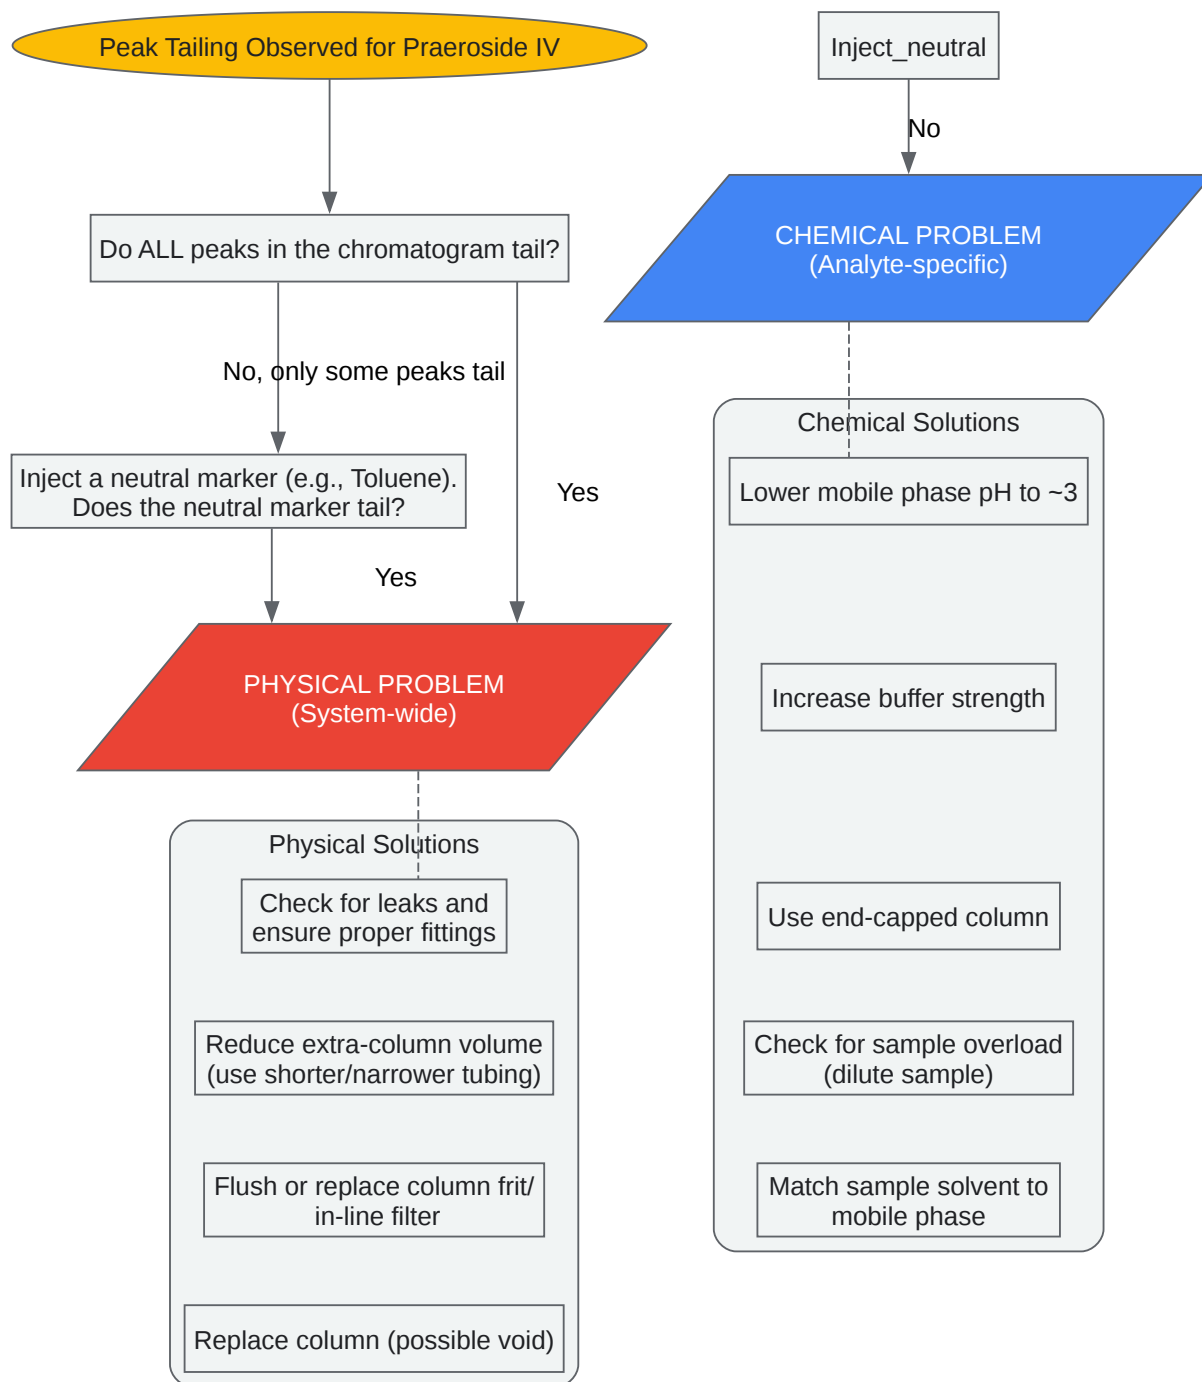 Peak Tailing Observed for Praeroside IV
Do ALL peaks in the chromatogram tail?
No, only some peaks tail
Inject a neutral marker (e.g., Toluene).
Does the neutral marker tail?
Yes
Yes
PHYSICAL PROBLEM
(System-wide)
Physical Solutions
Check for leaks and
ensure proper fittings
Reduce extra-column volume
(use shorter/narrower tubing)
Flush or replace column frit/
in-line filter
Replace column (possible void)
Inject_neutral
No
CHEMICAL PROBLEM
(Analyte-specific)
Chemical Solutions
Lower mobile phase pH to ~3
Increase buffer strength
Use end-capped column
Check for sample overload
(dilute sample)
Match sample solvent to
mobile phase